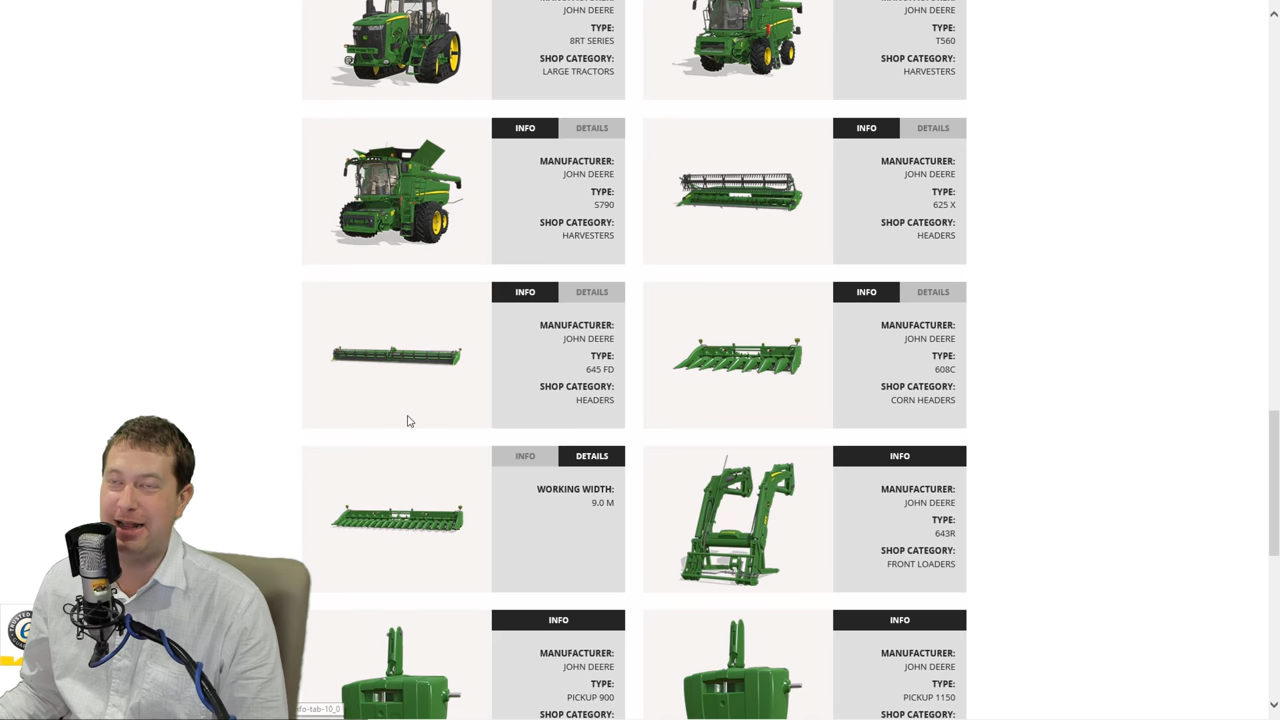 JOHN DEERE
TYPE:
8RT SERIES
SHOP CATEGORY:
LARGE TRACTORS
JOHN DEERE
TYPE:
T560
SHOP CATEGORY:
HARVESTERS
INFO DETAILS
MANUFACTURER:
JOHN DEERE
TYPE:
S790
SHOP CATEGORY:
HARVESTERS
INFO DETAILS
MANUFACTURER:
JOHN DEERE
TYPE:
625 X
SHOP CATEGORY:
HEADERS
INFO DETAILS
MANUFACTURER:
JOHN DEERE
TYPE:
645 FD
SHOP CATEGORY:
HEADERS
INFO DETAILS
MANUFACTURER:
JOHN DEERE
TYPE:
608C
SHOP CATEGORY:
CORN HEADERS
INFO DETAILS
WORKING WIDTH:
9.0 M
INFO
MANUFACTURER:
JOHN DEERE
TYPE:
643R
SHOP CATEGORY:
FRONT LOADERS
INFO
MANUFACTURER:
JOHN DEERE
TYPE:
PICKUP 900
SHOP CATEGORY:
INFO
MANUFACTURER:
JOHN DEERE
TYPE:
PICKUP 1150
SHOP CATEGORY: